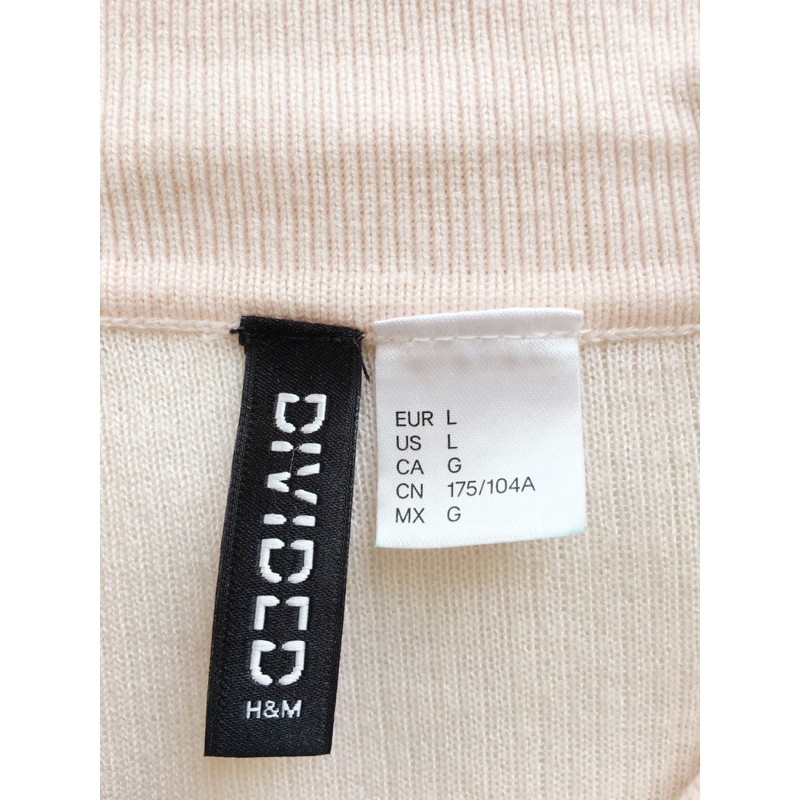 DIVIDED
H&M
EUR L
US L
CA G
CN 175/104A
MX G